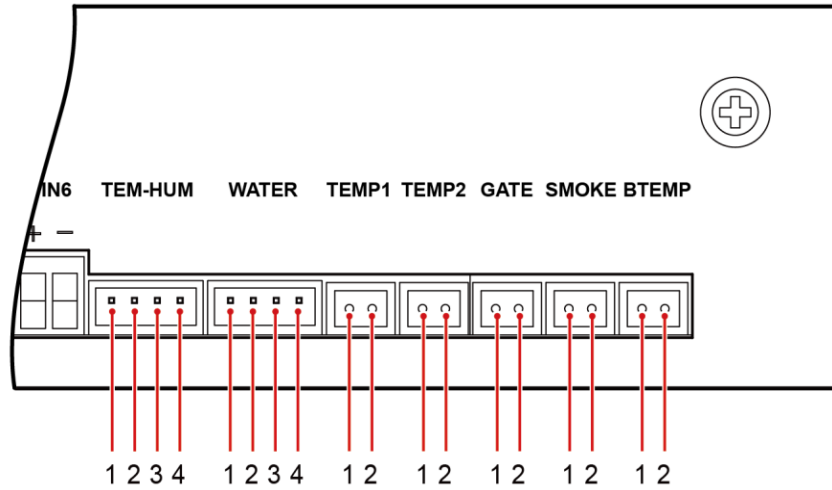 IN6 TEM-HUM WATER TEMP1 TEMP2 GATE SMOKE BTEMP
+ −
1 2 3 4 1 2 3 4 1 2 1 2 1 2 1 2 1 2